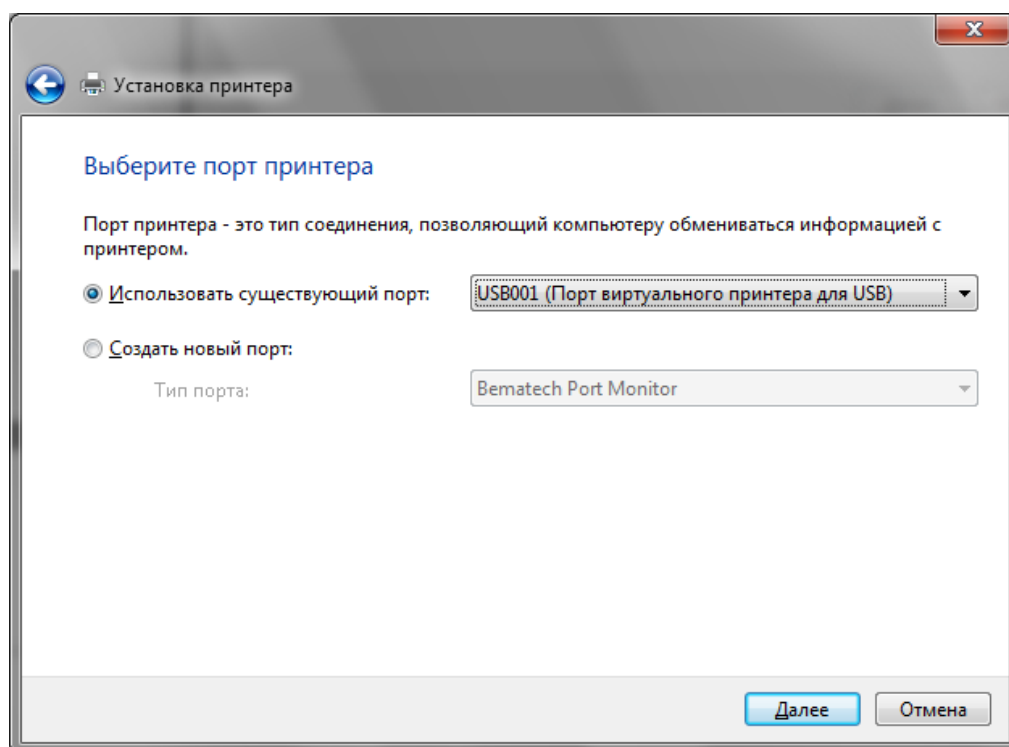 Установка принтера
Выберите порт принтера
Порт принтера - это тип соединения, позволяющий компьютеру обмениваться информацией с
принтером.
Использовать существующий порт: USB001 (Порт виртуального принтера для USB)
Создать новый порт:
Тип порта: Bematech Port Monitor
Далее Отмена